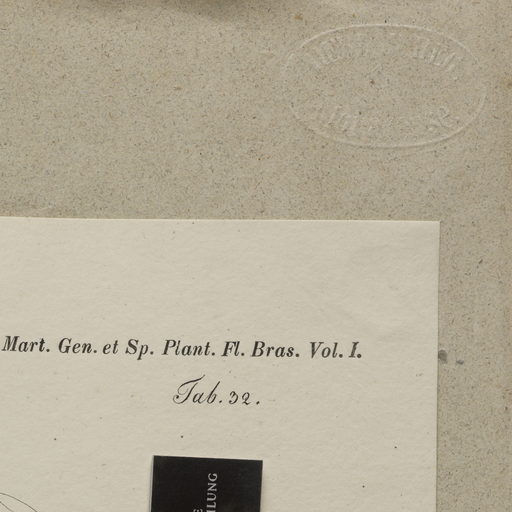 Mart. Gen. et Sp. Plant. Fl. Bras. Vol. I.
Tab. 32.